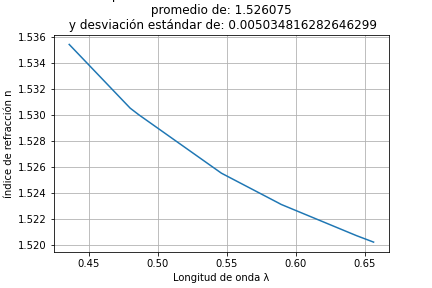 promedio de: 1.526075
y desviación estándar de: 0.005034816282646299
1.536
1.534
1.532
1.530
1.528
1.526
1.524
1.522
1.520
índice de refracción n
0.45 0.50 0.55 0.60 0.65
Longitud de onda λ